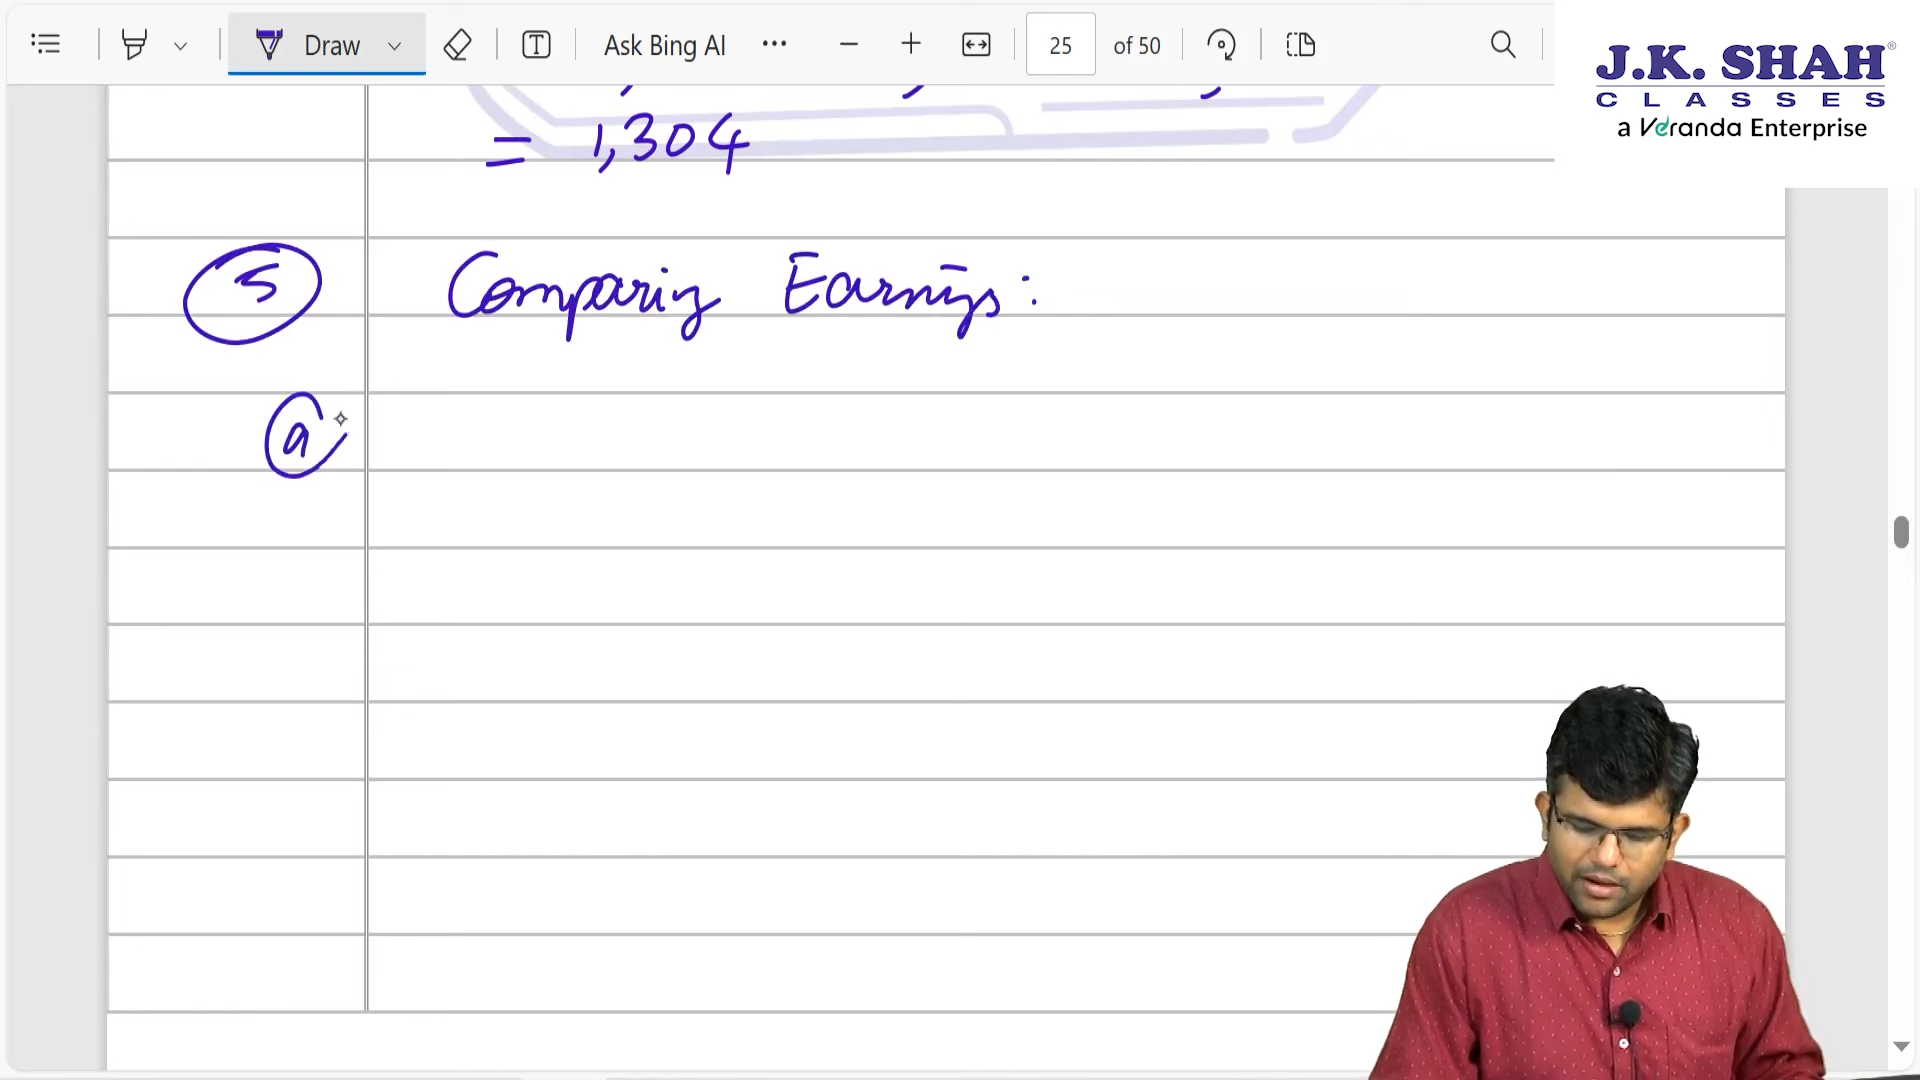 Draw
Ask Bing AI
25 of 50
J.K. SHAH®
CLASSES
a Veranda Enterprise
= 1,304
5 Comparing Earnings:
a